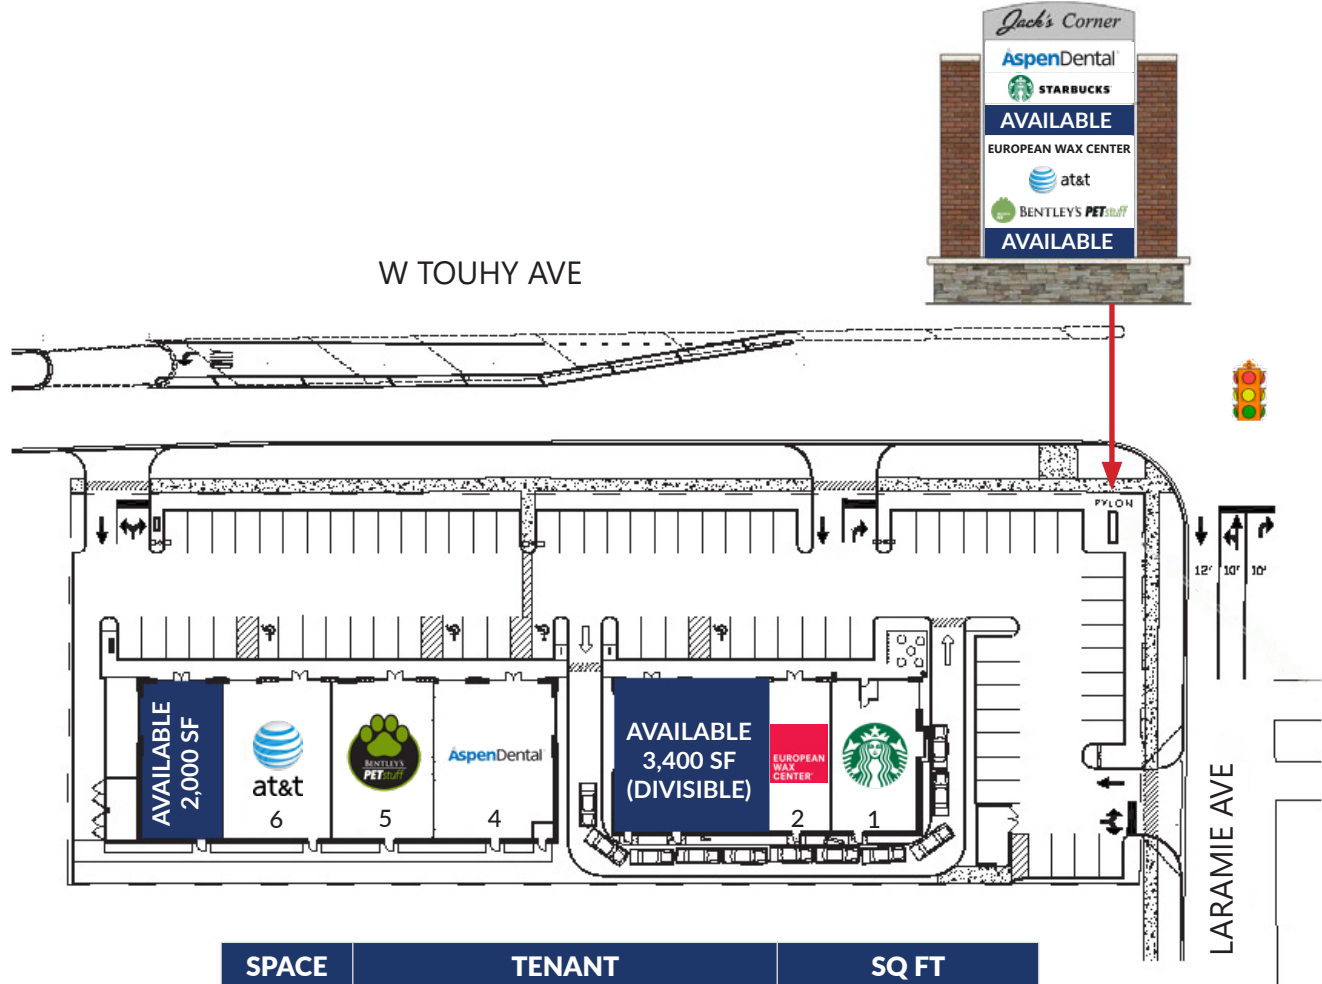 Jack's Corner
AspenDental
STARBUCKS
AVAILABLE
EUROPEAN WAX CENTER
at&t
BENTLEY'S PETstuff
AVAILABLE
W TOUHY AVE
PYLON
12' 10' 10'
AVAILABLE
2,000 SF
at&t
6
BENTLEY'S
PETstuff
5
AspenDental
4
AVAILABLE
3,400 SF
(DIVISIBLE)
EUROPEAN
WAX
CENTER
2
1
LARAMIE AVE
SPACE TENANT SQ FT